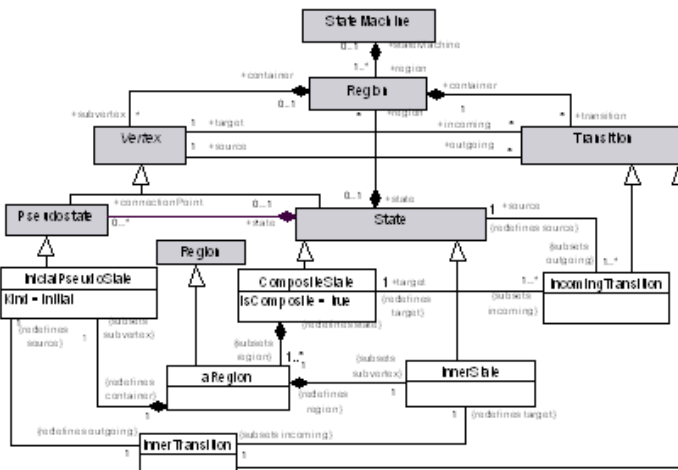 StateMachine
0..1
+stateMachine
1..*
+region
+container
Region
+container
0..1
+region
1
+subvertex
*
*
*
+transition
Vertex
1
+target
+incoming
*
Transition
1
+source
+outgoing
*
+connectionPoint
0..1
0..1
+state
Pseudostate
0..*
+state
State
1
+source
{redefines source}
Region
{subsets outgoing}
1..*
InicialPseudoState
Kind = Initial
CompositeState
isComposite = true
1
+target
{redefines target}
1..*
{subsets incoming}
IncomingTransition
1
{redefines source}
1
{subsets subvertex}
{redefines state}
{subsets region}
1..*
1
aRegion
{subsets subvertex}
InnerState
{redefines container}
1
{redefines region}
1
1
{redefines target}
{redefines outgoing}
1
InnerTransition
{subsets incoming}
1